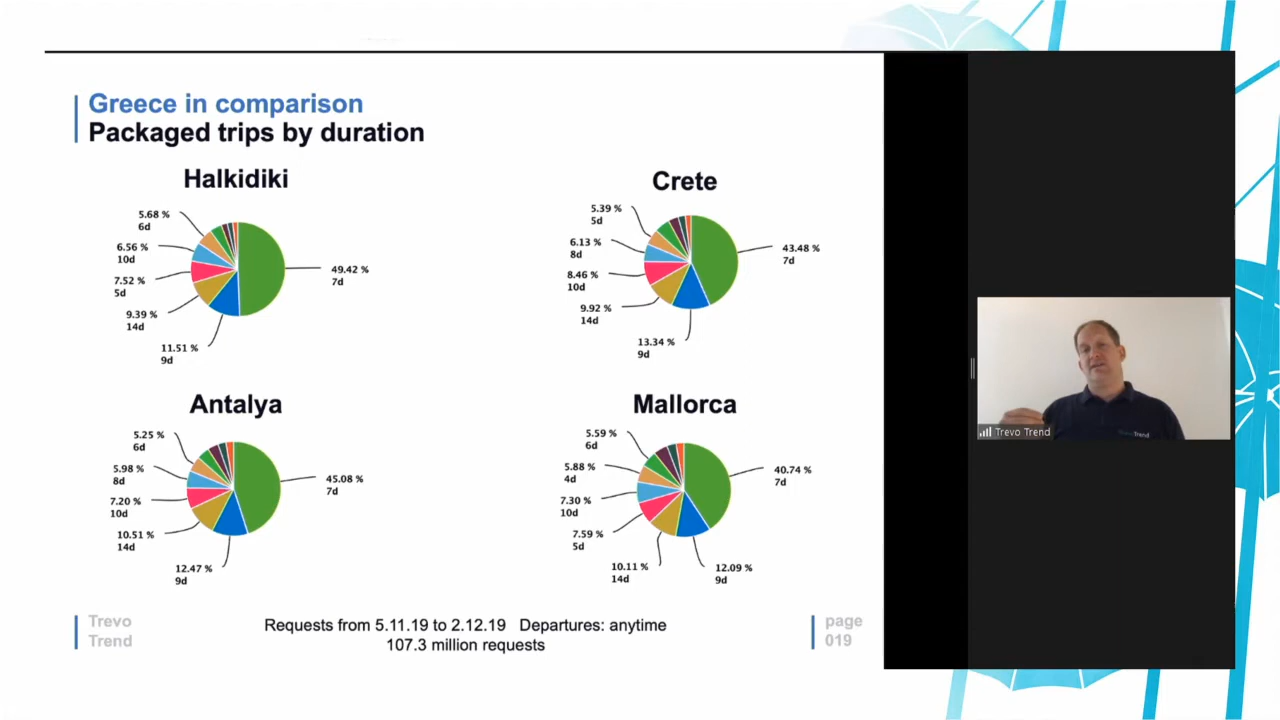 Greece in comparison
Packaged trips by duration
Halkidiki
5.68 %
6d
6.56 %
10d
7.52 %
5d
9.39 %
14d
11.51 %
9d
49.42 %
7d
Crete
5.39 %
5d
6.13 %
8d
8.46 %
10d
9.92 %
14d
13.34 %
9d
43.48 %
7d
Antalya
5.25 %
6d
5.98 %
8d
7.20 %
10d
10.51 %
14d
12.47 %
9d
45.08 %
7d
Mallorca
5.59 %
6d
5.88 %
4d
7.30 %
10d
7.59 %
5d
10.11 %
14d
12.09 %
9d
40.74 %
7d
Trevo
Trend
Requests from 5.11.19 to 2.12.19 Departures: anytime
107.3 million requests
page
019
Trevo Trend